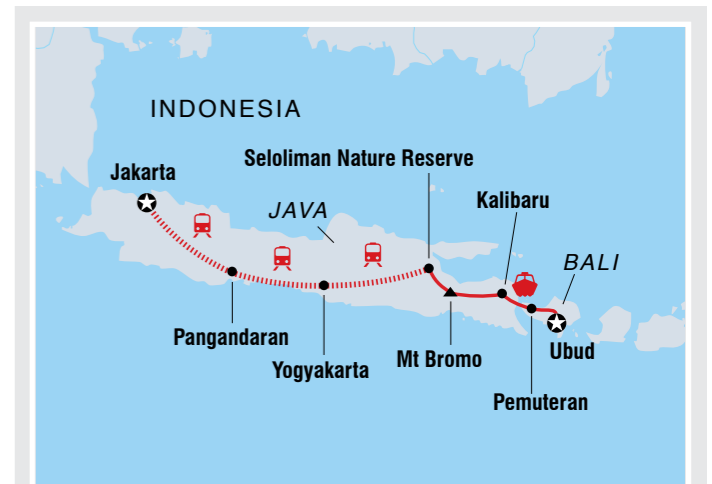 INDONESIA
Seloliman Nature Reserve
Jakarta
Kalibaru
JAVA
BALI
Pangandaran
Yogyakarta
Mt Bromo
Ubud
Pemuteran